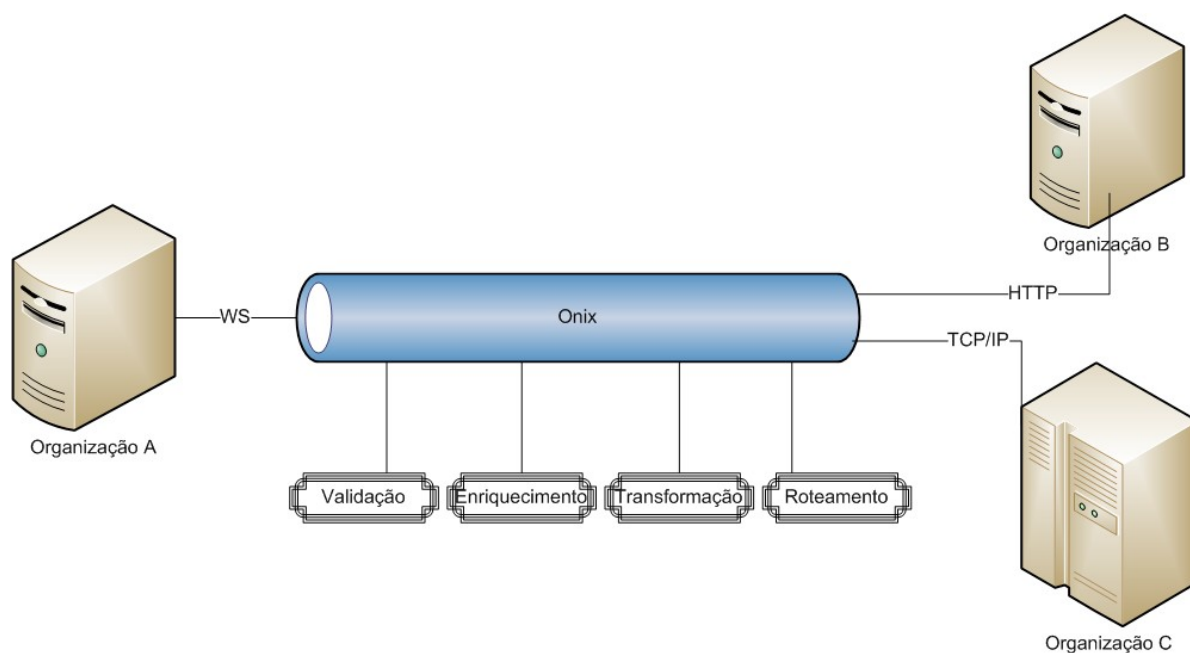 Organização B
HTTP
WS
Onix
TCP/IP
Organização A
Validação
Enriquecimento
Transformação
Roteamento
Organização C